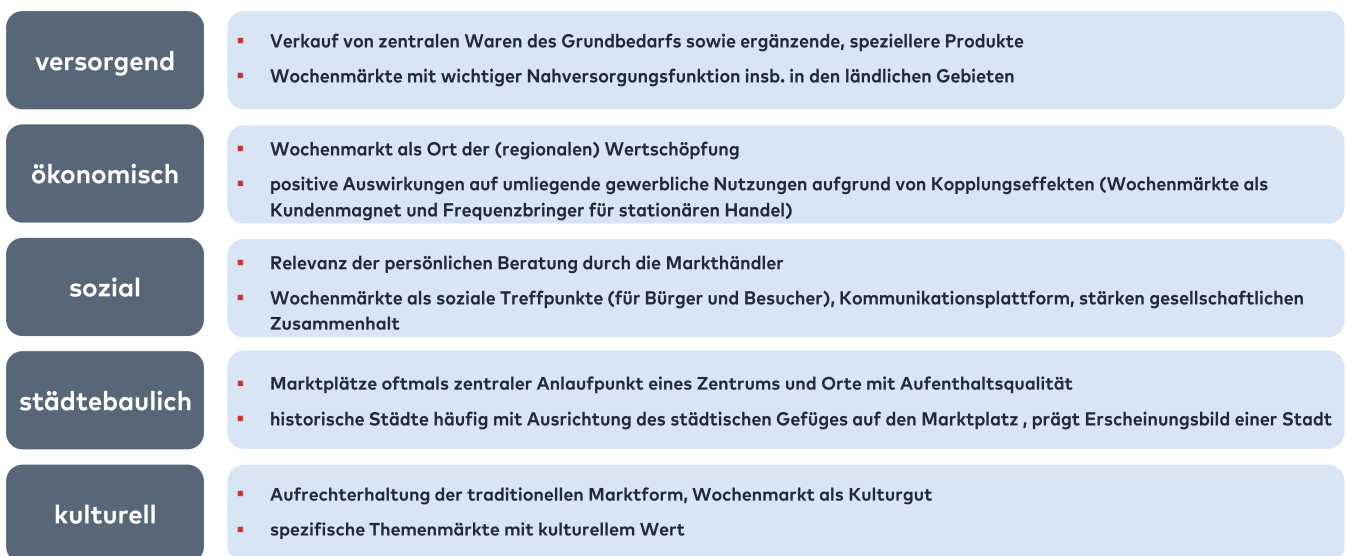 versorgend
▪ Verkauf von zentralen Waren des Grundbedarfs sowie ergänzende, speziellere Produkte
▪ Wochenmärkte mit wichtiger Nahversorgungsfunktion insb. in den ländlichen Gebieten
ökonomisch
▪ Wochenmarkt als Ort der (regionalen) Wertschöpfung
▪ positive Auswirkungen auf umliegende gewerbliche Nutzungen aufgrund von Kopplungseffekten (Wochenmärkte als
Kundenmagnet und Frequenzbringer für stationären Handel)
sozial
▪ Relevanz der persönlichen Beratung durch die Markthändler
▪ Wochenmärkte als soziale Treffpunkte (für Bürger und Besucher), Kommunikationsplattform, stärken gesellschaftlichen
Zusammenhalt
städtebaulich
▪ Marktplätze oftmals zentraler Anlaufpunkt eines Zentrums und Orte mit Aufenthaltsqualität
▪ historische Städte häufig mit Ausrichtung des städtischen Gefüges auf den Marktplatz , prägt Erscheinungsbild einer Stadt
kulturell
▪ Aufrechterhaltung der traditionellen Marktform, Wochenmarkt als Kulturgut
▪ spezifische Themenmärkte mit kulturellem Wert